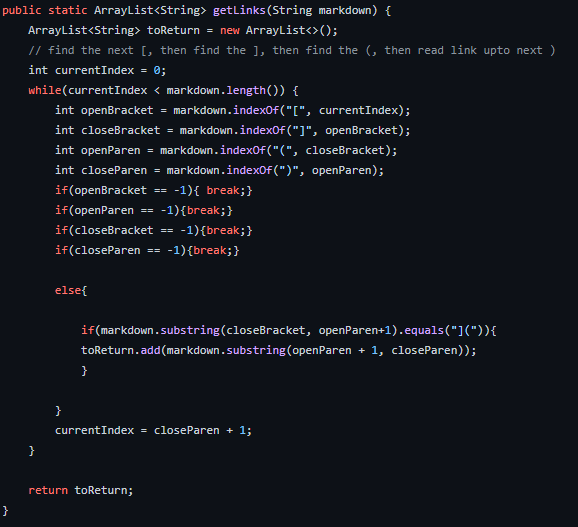 public static ArrayList<String> getLinks(String markdown) {
    ArrayList<String> toReturn = new ArrayList<>();
    // find the next [, then find the ], then find the (, then read link upto next )
    int currentIndex = 0;
    while(currentIndex < markdown.length()) {
        int openBracket = markdown.indexOf("[", currentIndex);
        int closeBracket = markdown.indexOf("]", openBracket);
        int openParen = markdown.indexOf("(", closeBracket);
        int closeParen = markdown.indexOf(")", openParen);
        if(openBracket == -1){ break;}
        if(openParen == -1){break;}
        if(closeBracket == -1){break;}
        if(closeParen == -1){break;}
        else{
            if(markdown.substring(closeBracket, openParen+1).equals("](")){
            toReturn.add(markdown.substring(openParen + 1, closeParen));
            }
        }
        currentIndex = closeParen + 1;
    }
    return toReturn;
}